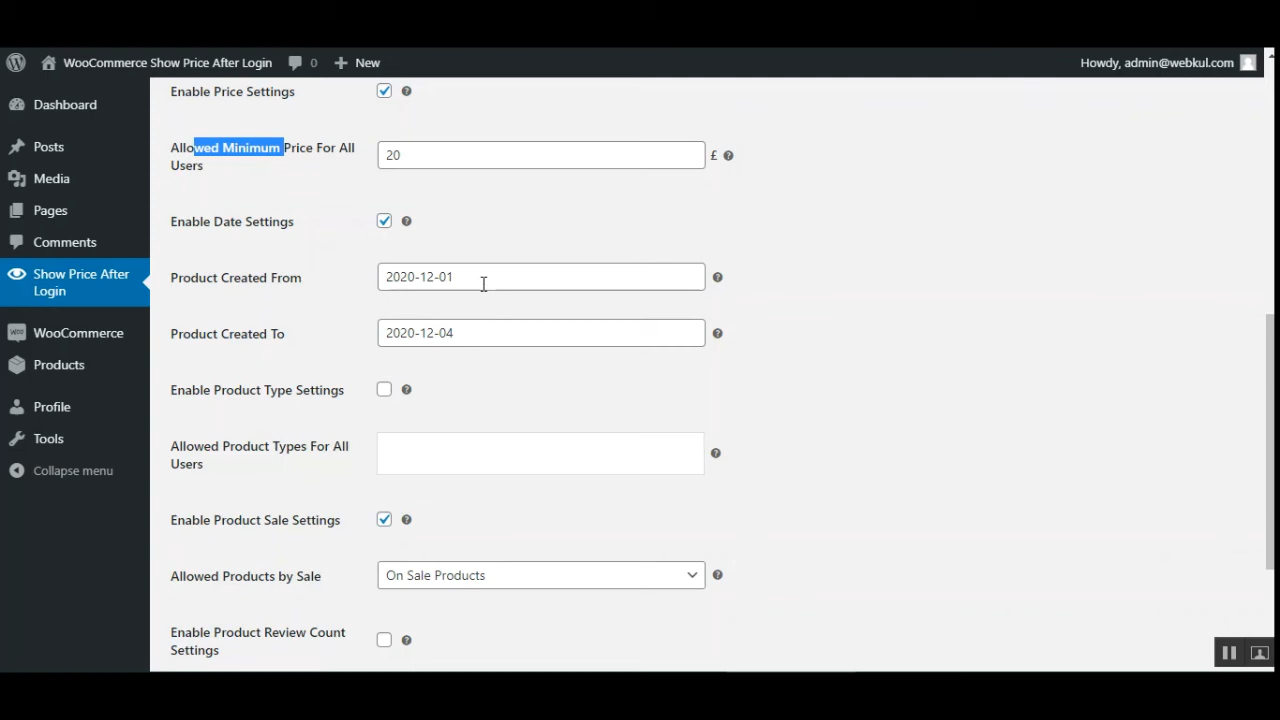 WooCommerce Show Price After Login
0
New
Howdy, admin@webkul.com
Dashboard
Posts
Media
Pages
Comments
Show Price After
Login
WooCommerce
Products
Profile
Tools
Collapse menu
Enable Price Settings
Allowed Minimum Price For All
Users
20
£
Enable Date Settings
Product Created From
2020-12-01
Product Created To
2020-12-04
Enable Product Type Settings
Allowed Product Types For All
Users
Enable Product Sale Settings
Allowed Products by Sale
On Sale Products
Enable Product Review Count
Settings